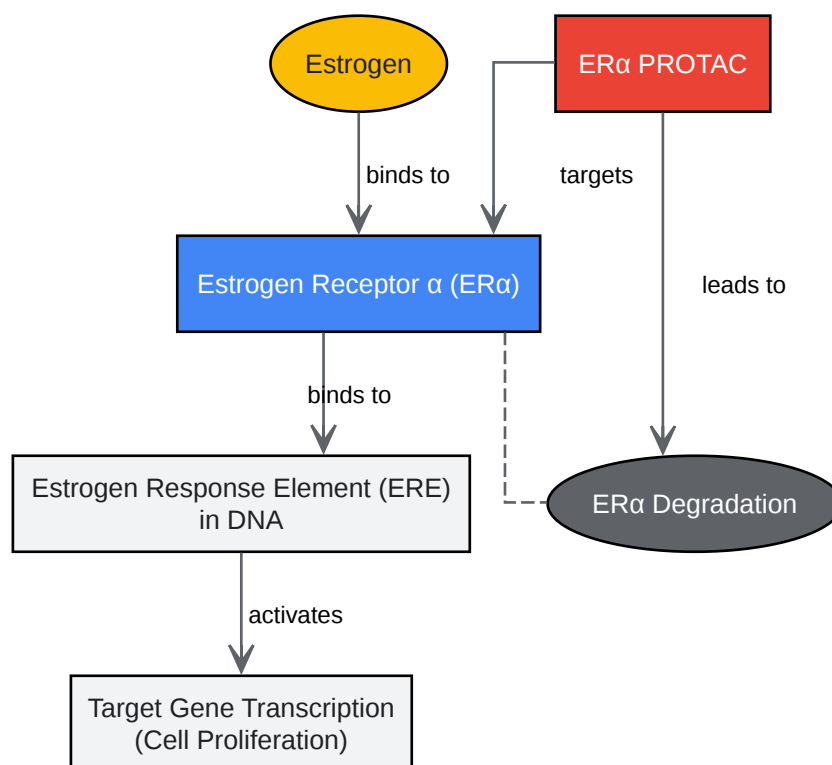 Estrogen
ERα PROTAC
binds to
targets
Estrogen Receptor α (ERα)
leads to
binds to
Estrogen Response Element (ERE)
in DNA
ERα Degradation
activates
Target Gene Transcription
(Cell Proliferation)